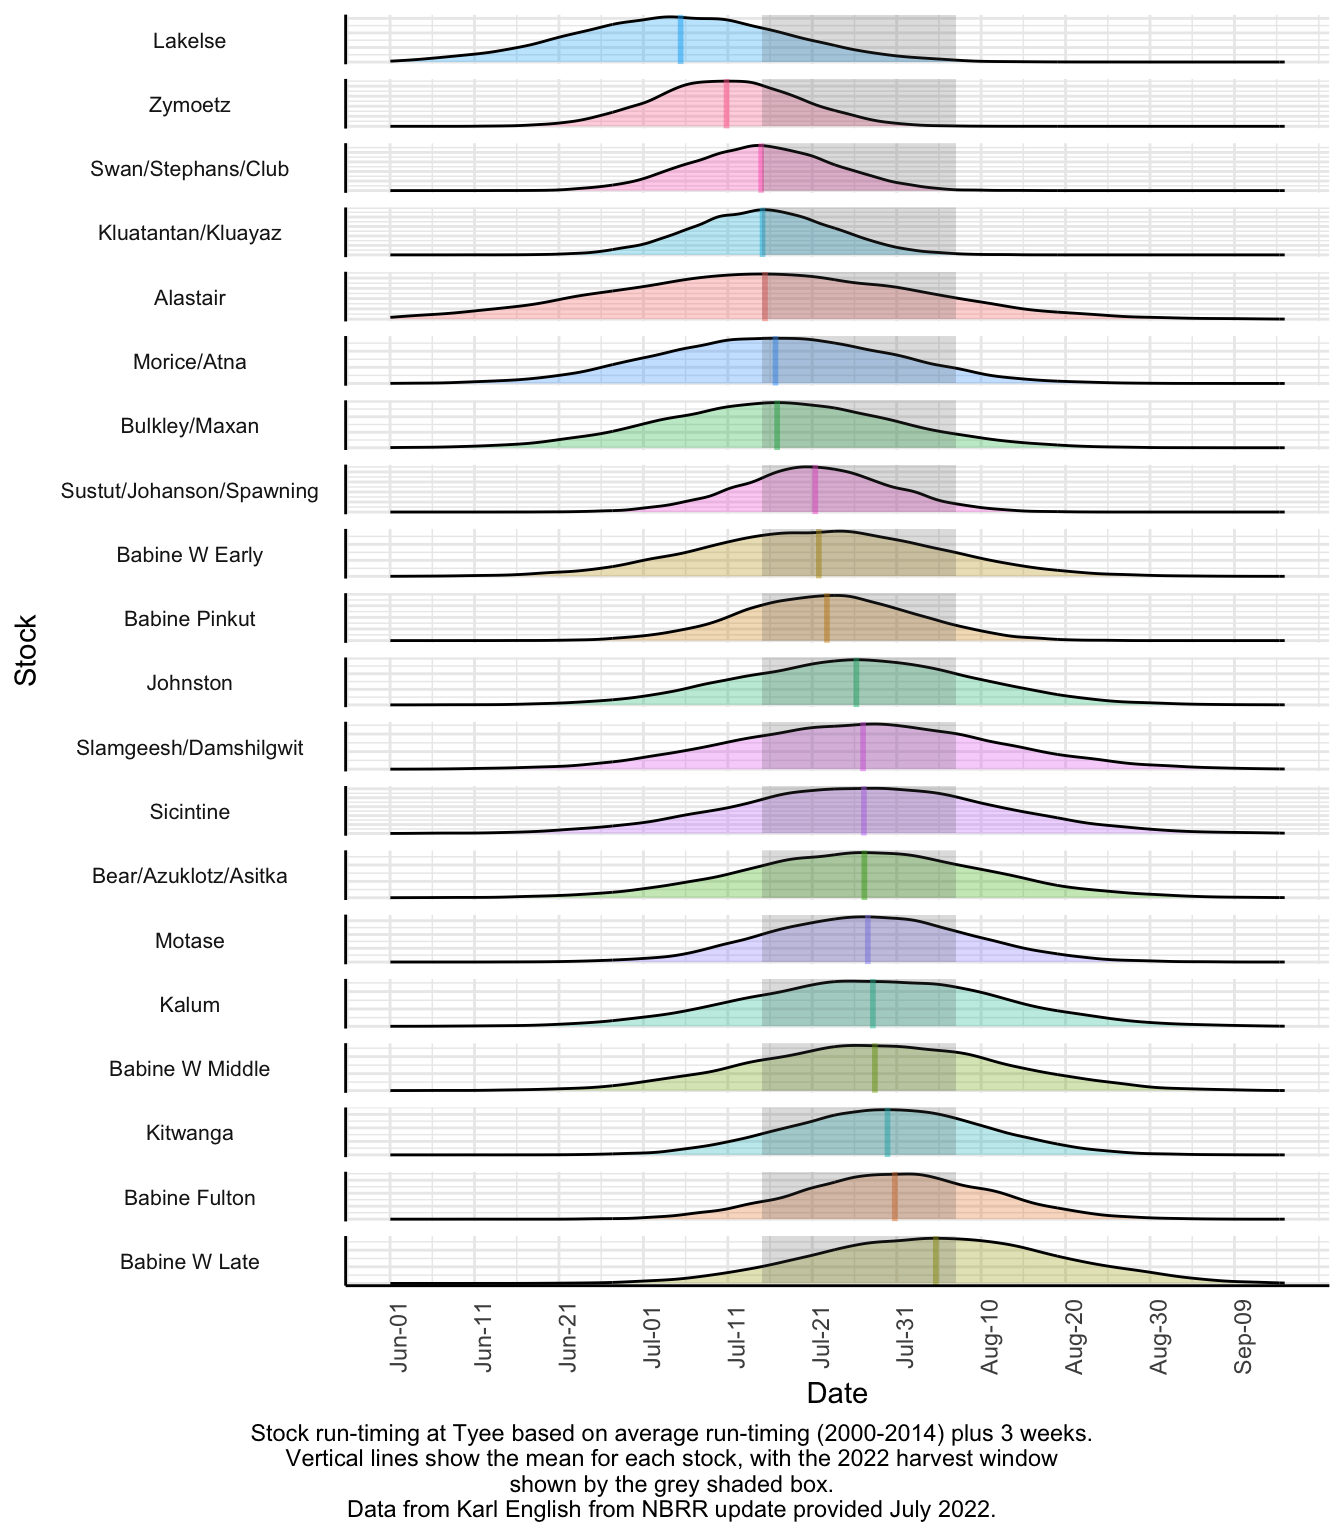 Lakelse
Zymoetz
Swan/Stephans/Club
Kluatantan/Kluayaz
Alastair
Morice/Atna
Bulkley/Maxan
Sustut/Johanson/Spawning
Babine W Early
Babine Pinkut
Johnston
Slamgeesh/Damshilgwit
Sicintine
Bear/Azuklotz/Asitka
Motase
Kalum
Babine W Middle
Kitwanga
Babine Fulton
Babine W Late
Stock
Jun-01
Jun-11
Jun-21
Jul-01
Jul-11
Jul-21
Jul-31
Aug-10
Aug-20
Aug-30
Sep-09
Date
Stock run-timing at Tyee based on average run-timing (2000-2014) plus 3 weeks.
Vertical lines show the mean for each stock, with the 2022 harvest window
shown by the grey shaded box.
Data from Karl English from NBRR update provided July 2022.